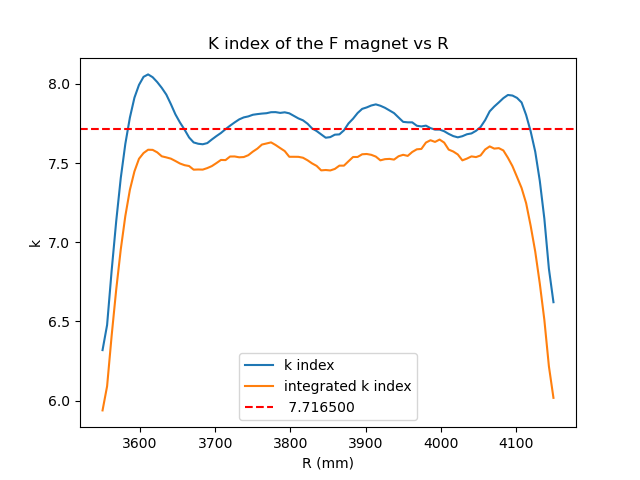 K index of the F magnet vs R
8.0
7.5
7.0
6.5
6.0
k
k index
integrated k index
7.716500
3600 3700 3800 3900 4000 4100
R (mm)